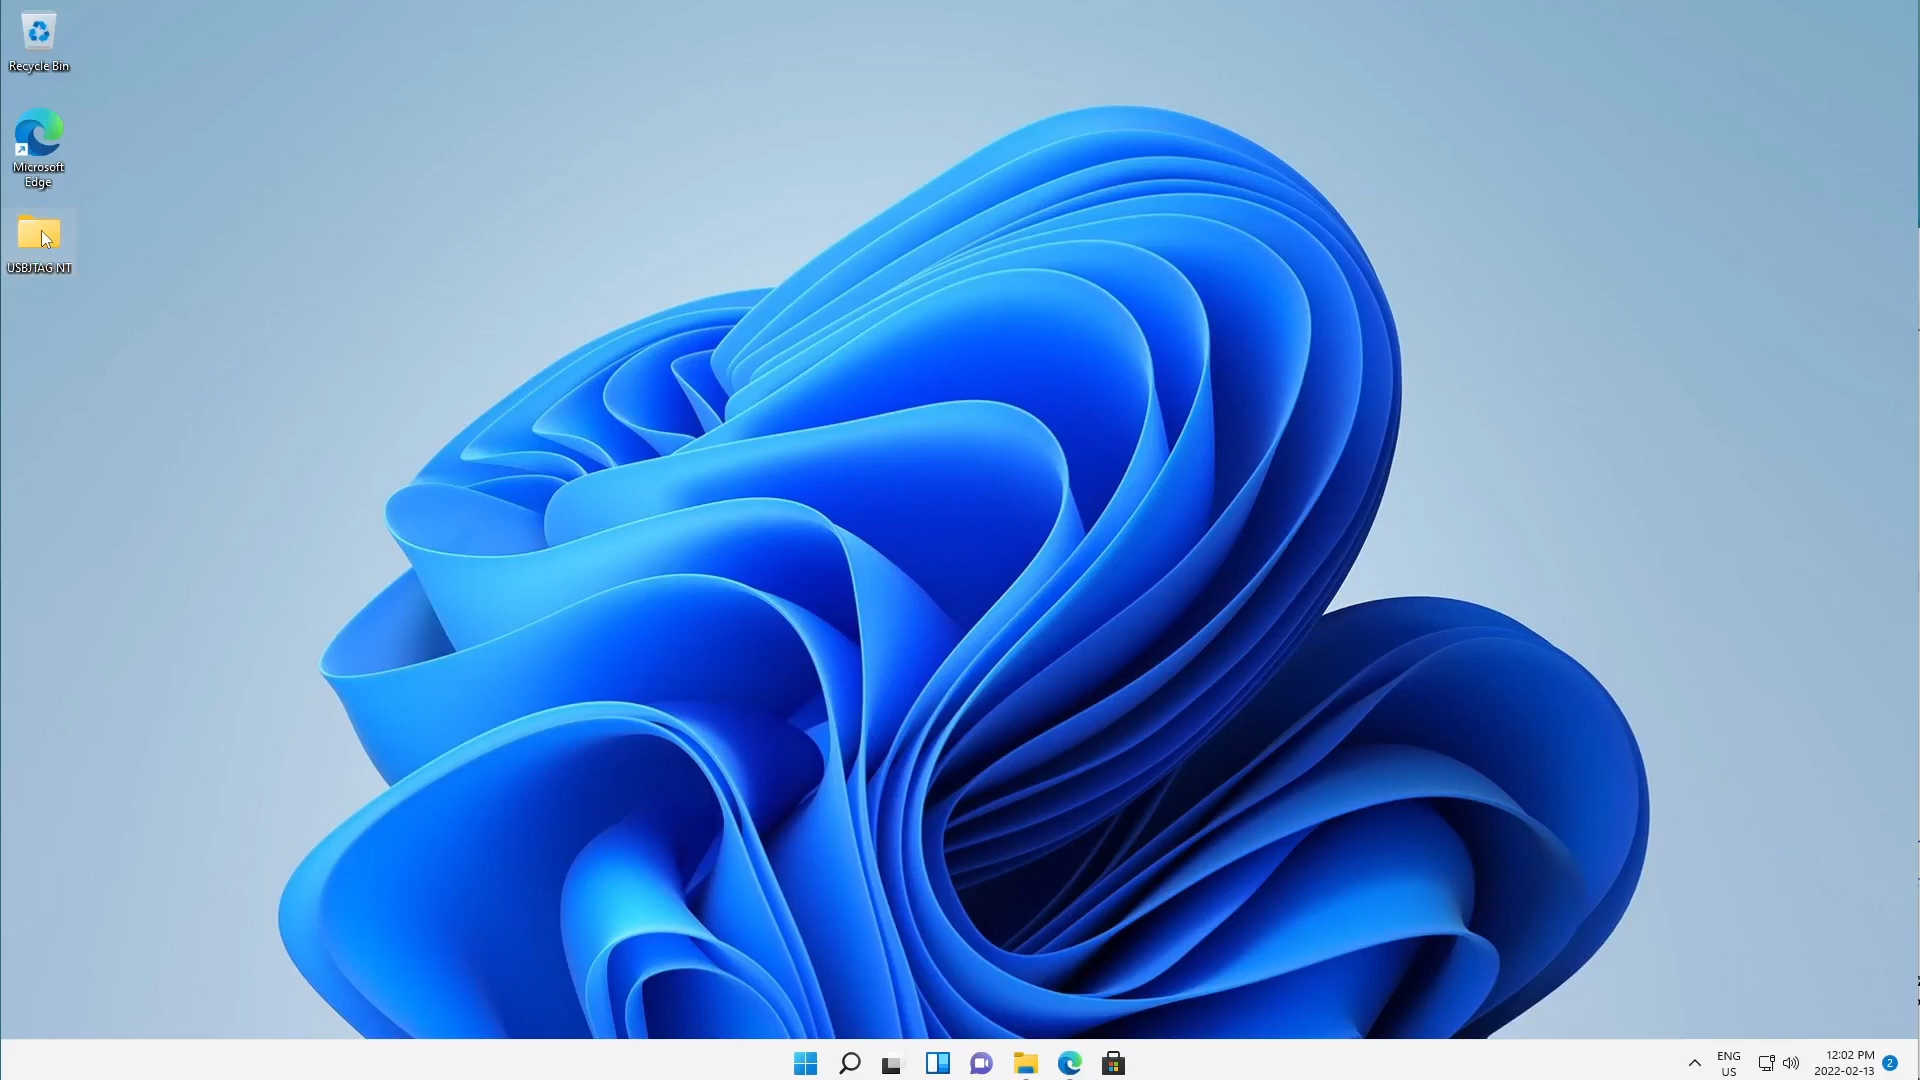 Recycle Bin
Microsoft
Edge
USBJTAG NT
ENG
US
12:02 PM
2022-02-13
2